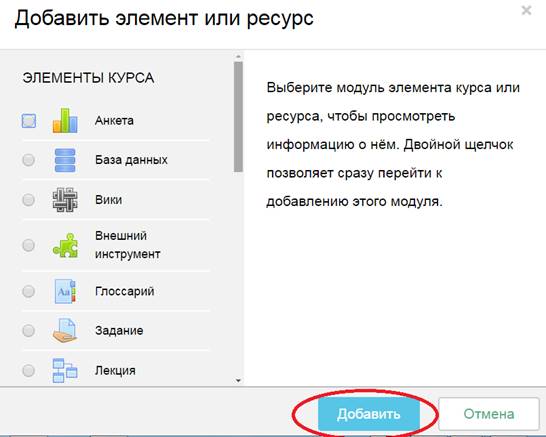 Добавить элемент или ресурс
×
ЭЛЕМЕНТЫ КУРСА
Анкета
База данных
Вики
Внешний
инструмент
Глоссарий
Задание
Лекция
Выберите модуль элемента курса или
ресурса, чтобы просмотреть
информацию о нём. Двойной щелчок
позволяет сразу перейти к
добавлению этого модуля.
Добавить
Отмена